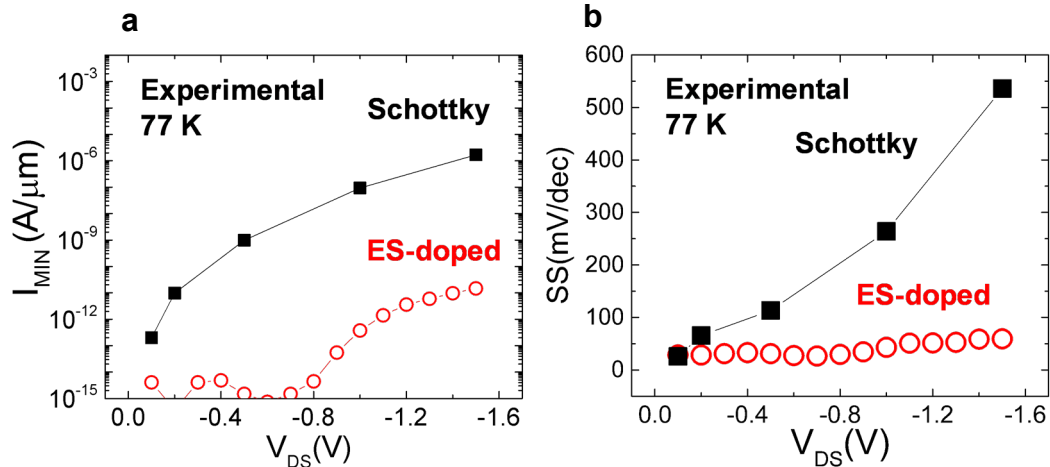 a
I_MIN (A/μm)
10⁻³
10⁻⁶
10⁻⁹
10⁻¹²
10⁻¹⁵
Experimental
77 K
Schottky
ES-doped
0.0 -0.4 -0.8 -1.2 -1.6
V_DS(V)
b
SS(mV/dec)
600
500
400
300
200
100
0
Experimental
77 K
Schottky
ES-doped
0.0 -0.4 -0.8 -1.2 -1.6
V_DS(V)